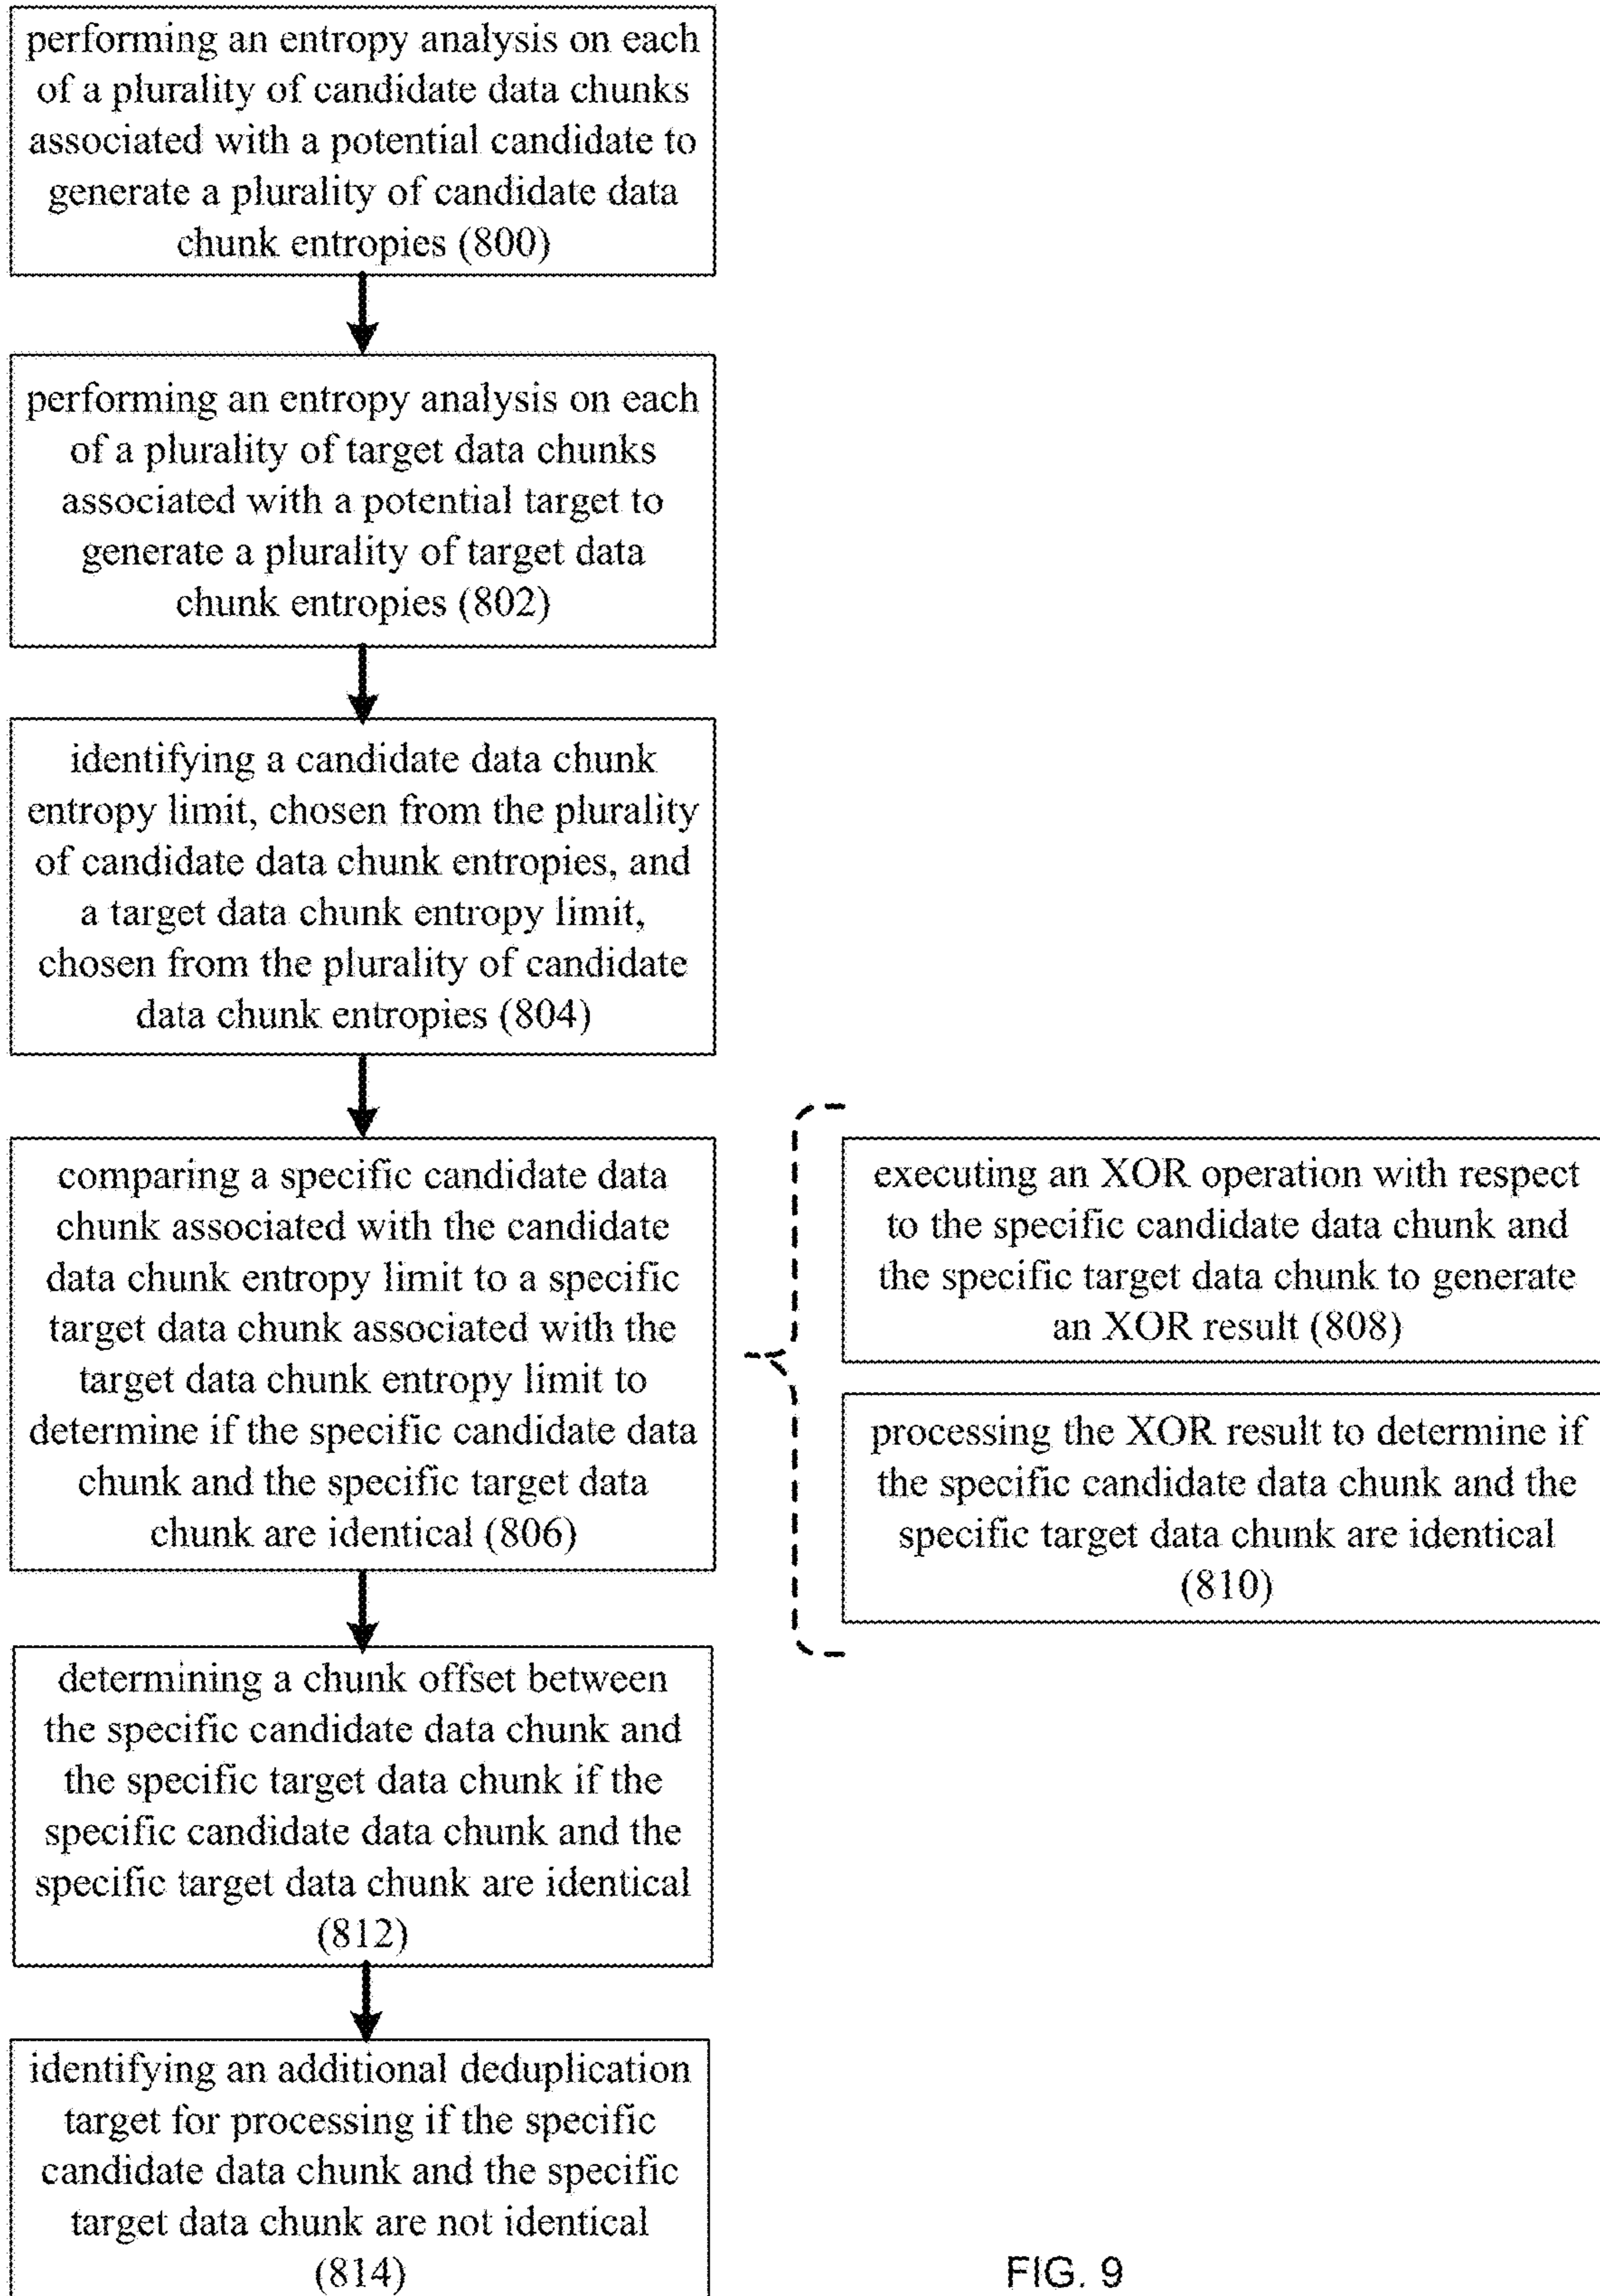 performing an entropy analysis on each
of a plurality of candidate data chunks
associated with a potential candidate to
generate a plurality of candidate data
chunk entropies (800)
performing an entropy analysis on each
of a plurality of target data chunks
associated with a potential target to
generate a plurality of target data
chunk entropies (802)
identifying a candidate data chunk
entropy limit, chosen from the plurality
of candidate data chunk entropies, and
a target data chunk entropy limit,
chosen from the plurality of candidate
data chunk entropies (804)
comparing a specific candidate data
chunk associated with the candidate
data chunk entropy limit to a specific
target data chunk associated with the
target data chunk entropy limit to
determine if the specific candidate data
chunk and the specific target data
chunk are identical (806)
executing an XOR operation with respect
to the specific candidate data chunk and
the specific target data chunk to generate
an XOR result (808)
processing the XOR result to determine if
the specific candidate data chunk and the
specific target data chunk are identical
(810)
determining a chunk offset between
the specific candidate data chunk and
the specific target data chunk if the
specific candidate data chunk and the
specific target data chunk are identical
(812)
identifying an additional deduplication
target for processing if the specific
candidate data chunk and the specific
target data chunk are not identical
(814)
FIG. 9